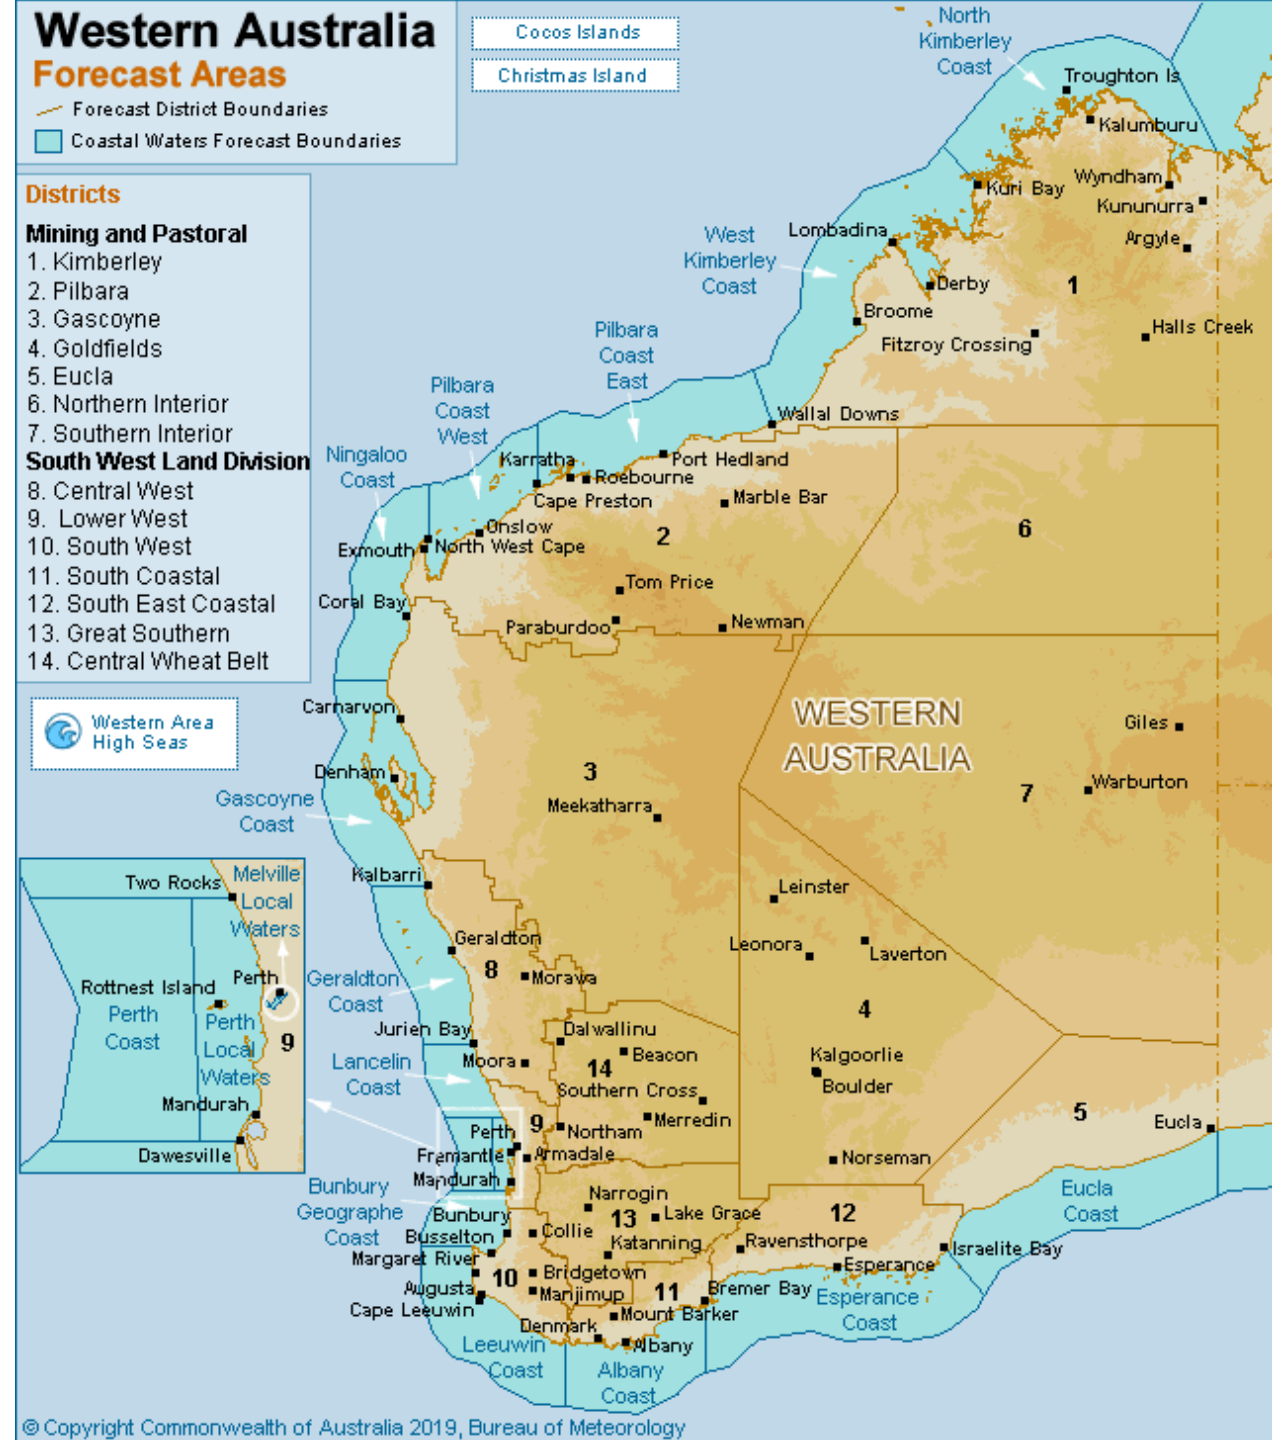 Western Australia
Forecast Areas
Forecast District Boundaries
Coastal Waters Forecast Boundaries
Cocos Islands
Christmas Island
Districts
Mining and Pastoral
1. Kimberley
2. Pilbara
3. Gascoyne
4. Goldfields
5. Eucla
6. Northern Interior
7. Southern Interior
South West Land Division
8. Central West
9. Lower West
10. South West
11. South Coastal
12. South East Coastal
13. Great Southern
14. Central Wheat Belt
Western Area
High Seas
North
Kimberley
Coast
Troughton Is
Kalumburu
Wyndham
Kuri Bay
Kununurra
Argyle
Lombadina
West
Kimberley
Coast
Derby
1
Broome
Halls Creek
Fitzroy Crossing
Pilbara
Coast
East
Wallal Downs
Pilbara
Coast
West
Ningaloo
Coast
Karratha
Roebourne
Port Hedland
Cape Preston
Marble Bar
Onslow
2
6
Exmouth
North West Cape
Tom Price
Coral Bay
Paraburdoo
Newman
Carnarvon
WESTERN
AUSTRALIA
Giles
Denham
3
Warburton
7
Gascoyne
Coast
Meekatharra
Kalbarri
Leinster
Geraldton
Leonora
Laverton
8
Morawa
Geraldton
Coast
4
Jurien Bay
Dalwallinu
Moora
14
Beacon
Kalgoorlie
Boulder
Lancelin
Coast
Southern Cross
Merredin
5
Eucla
9
Perth
Northam
Fremantle
Armadale
Norseman
Mandurah
Bunbury
Geographe
Coast
Narrogin
Eucla
Coast
Bunbury
13
Lake Grace
12
Busselton
Collie
Katanning
Ravensthorpe
Israelite Bay
Margaret River
10
Bridgetown
Esperance
Augusta
Manjimup
11
Bremer Bay
Esperance
Coast
Cape Leeuwin
Mount Barker
Denmark
Albany
Leeuwin
Coast
Albany
Coast
Two Rocks
Melville
Local
Waters
Rottnest Island
Perth
Perth
Coast
Perth
Local
Waters
9
Mandurah
Dawesville
© Copyright Commonwealth of Australia 2019, Bureau of Meteorology